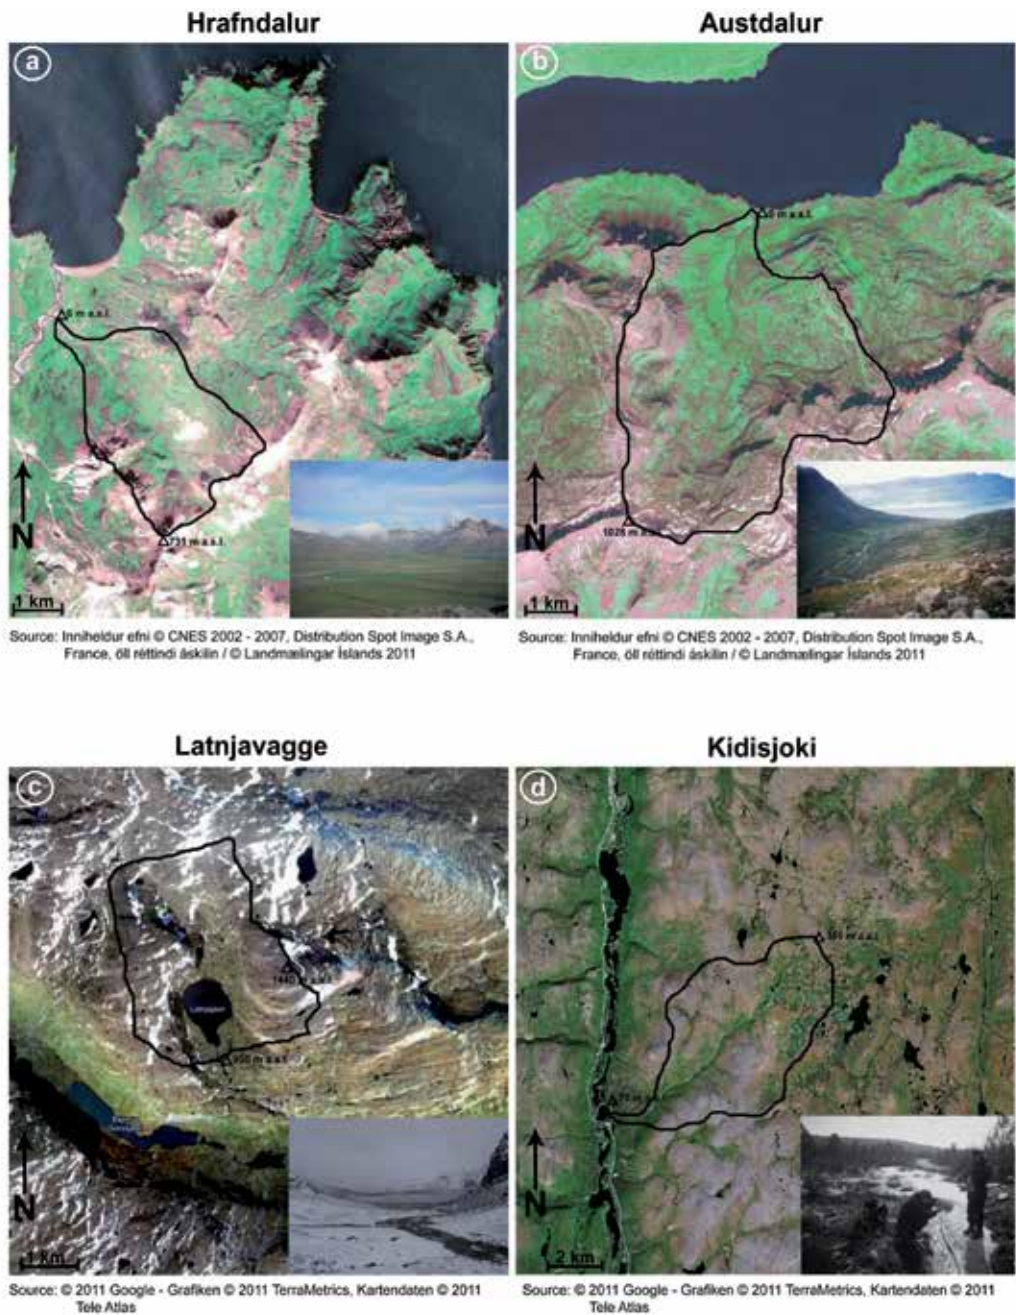 Hrafndalur
a
6 m a.s.l.
731 m a.s.l.
N
1 km
Source: Inniheldur efni © CNES 2002 - 2007, Distribution Spot Image S.A.,
France, öll réttindi áskilin / © Landmælingar Íslands 2011
Austdalur
b
0 m a.s.l.
1028 m a.s.l.
N
1 km
Source: Inniheldur efni © CNES 2002 - 2007, Distribution Spot Image S.A.,
France, öll réttindi áskilin / © Landmælingar Íslands 2011
Latnjavagge
c
1440 m a.s.l.
950 m a.s.l.
N
1 km
Source: © 2011 Google - Grafiken © 2011 TerraMetrics, Kartendaten © 2011
Tele Atlas
Kidisjoki
d
m a.s.l.
m a.s.l.
N
2 km
Source: © 2011 Google - Grafiken © 2011 TerraMetrics, Kartendaten © 2011
Tele Atlas